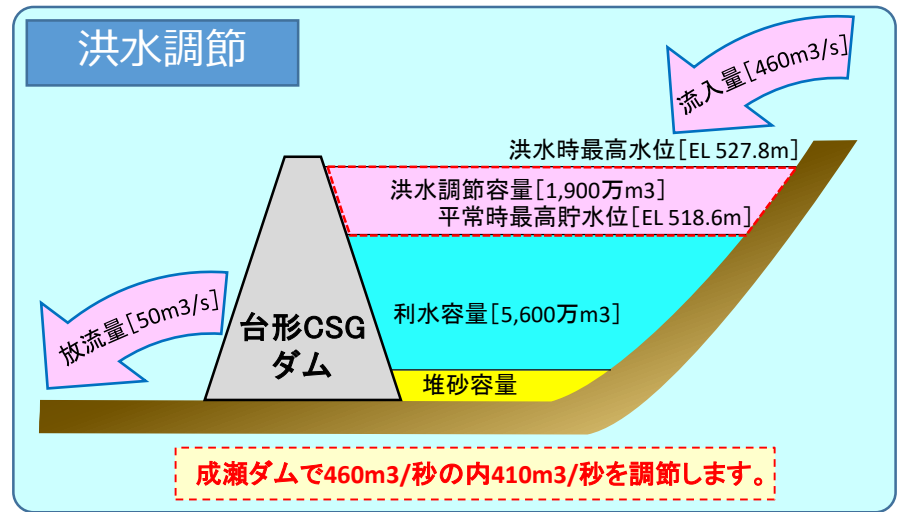 洪水調節
流入量[460m3/s]
洪水時最高水位[EL 527.8m]
洪水調節容量[1,900万m3]
平常時最高貯水位[EL 518.6m]
放流量[50m3/s]
台形CSG
ダム
利水容量[5,600万m3]
堆砂容量
成瀬ダムで460m3/秒の内410m3/秒を調節します。